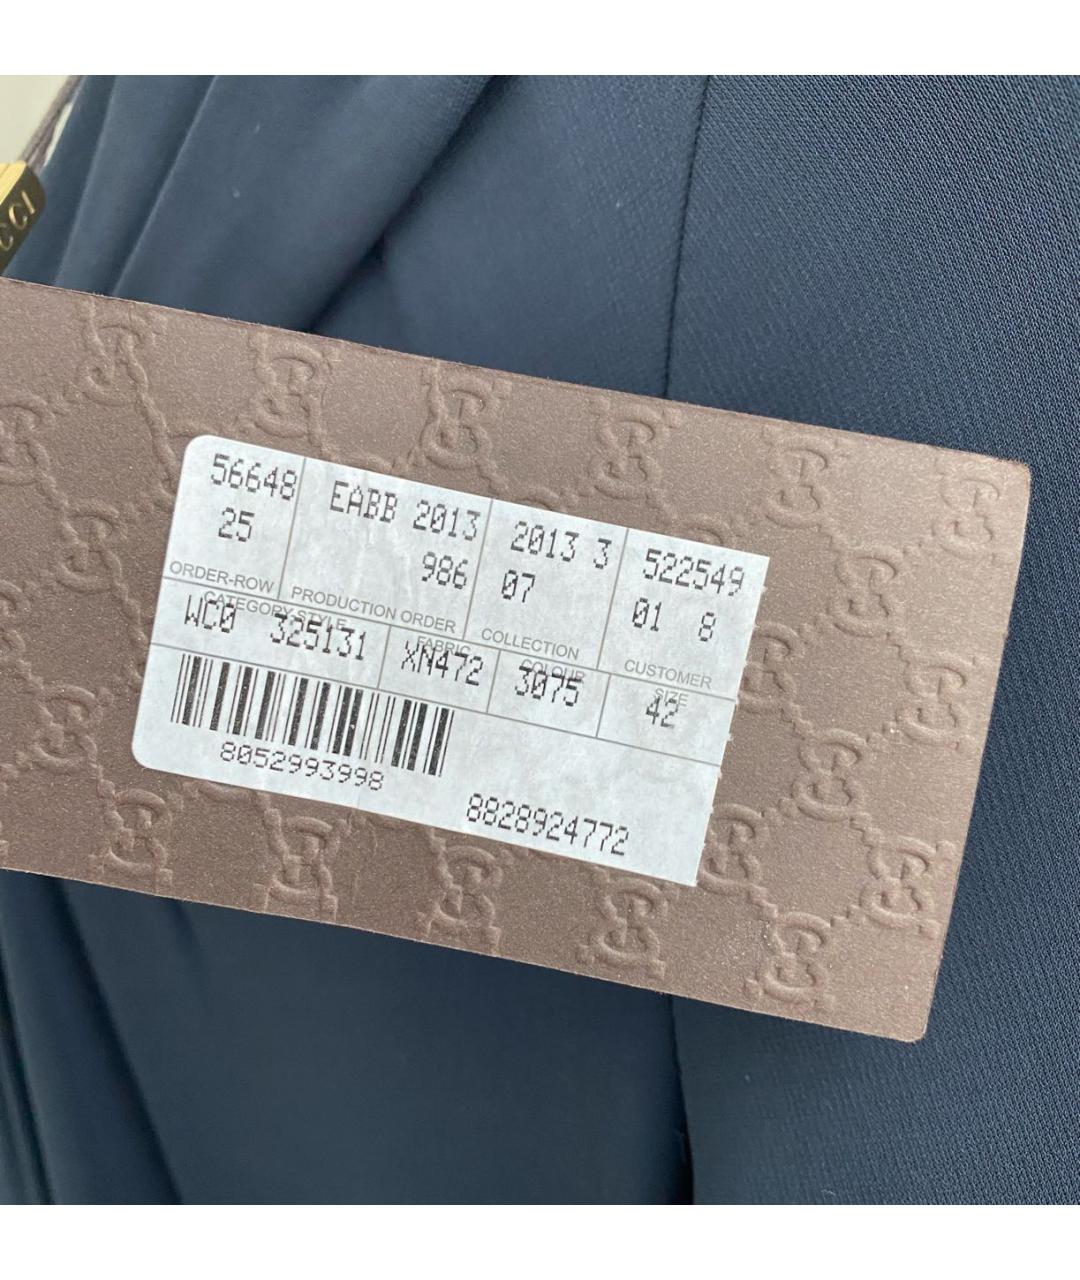 CCI
56648 EABB 2013 2013 3 522549
25 986 07 01 8
ORDER-ROW PRODUCTION ORDER COLLECTION CUSTOMER
CATEGORY-STYLE FABRIC COLOUR SIZE
WC0 325131 XN472 3075 42
8052993998
8828924772